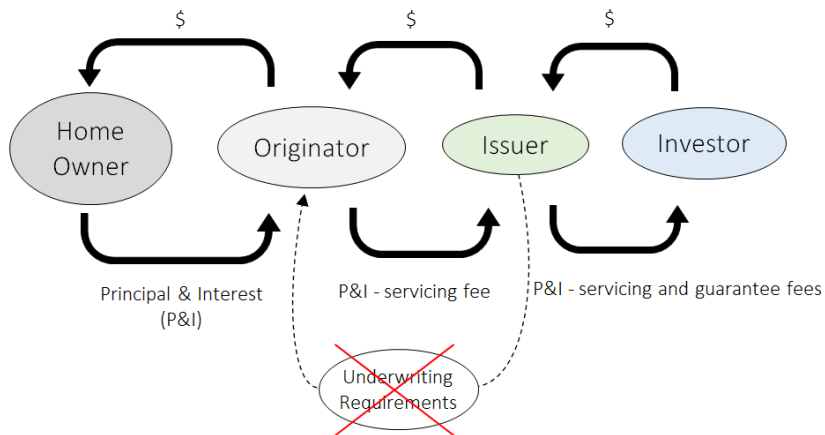 $
$
$
Home
Owner
Originator
Issuer
Investor
Principal & Interest
(P&I)
P&I - servicing fee
P&I - servicing and guarantee fees
Underwriting
Requirements